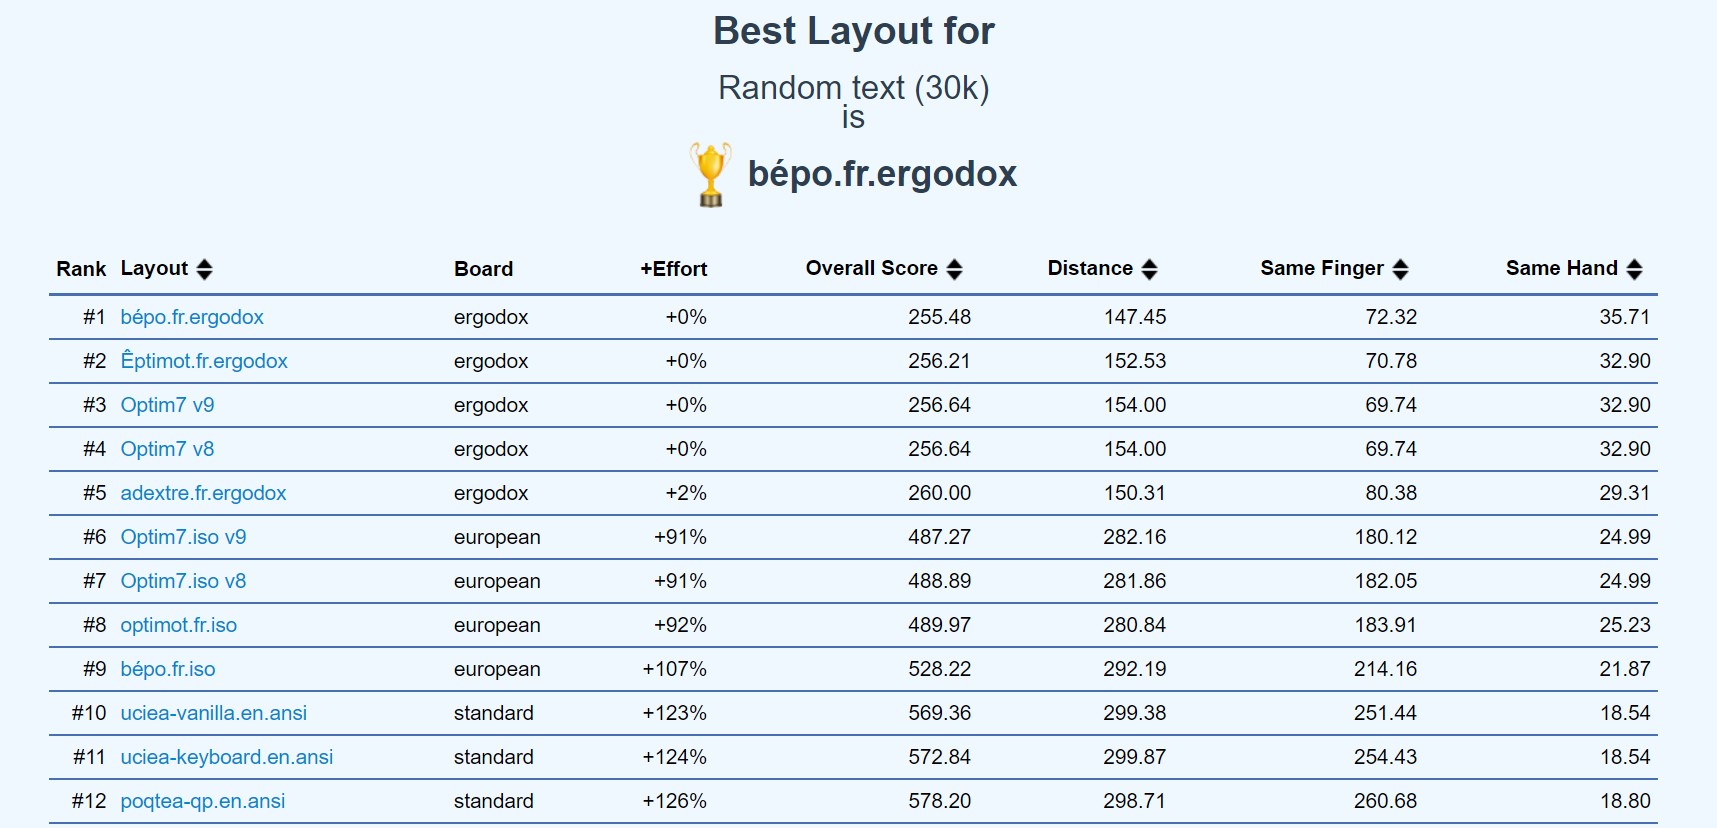 Best Layout for
Random text (30k)
is
bépo.fr.ergodox
Rank Layout Board +Effort Overall Score Distance Same Finger Same Hand
#1 bépo.fr.ergodox ergodox +0% 255.48 147.45 72.32 35.71
#2 Êptimot.fr.ergodox ergodox +0% 256.21 152.53 70.78 32.90
#3 Optim7 v9 ergodox +0% 256.64 154.00 69.74 32.90
#4 Optim7 v8 ergodox +0% 256.64 154.00 69.74 32.90
#5 adextre.fr.ergodox ergodox +2% 260.00 150.31 80.38 29.31
#6 Optim7.iso v9 european +91% 487.27 282.16 180.12 24.99
#7 Optim7.iso v8 european +91% 488.89 281.86 182.05 24.99
#8 optimot.fr.iso european +92% 489.97 280.84 183.91 25.23
#9 bépo.fr.iso european +107% 528.22 292.19 214.16 21.87
#10 uciea-vanilla.en.ansi standard +123% 569.36 299.38 251.44 18.54
#11 uciea-keyboard.en.ansi standard +124% 572.84 299.87 254.43 18.54
#12 poqtea-qp.en.ansi standard +126% 578.20 298.71 260.68 18.80